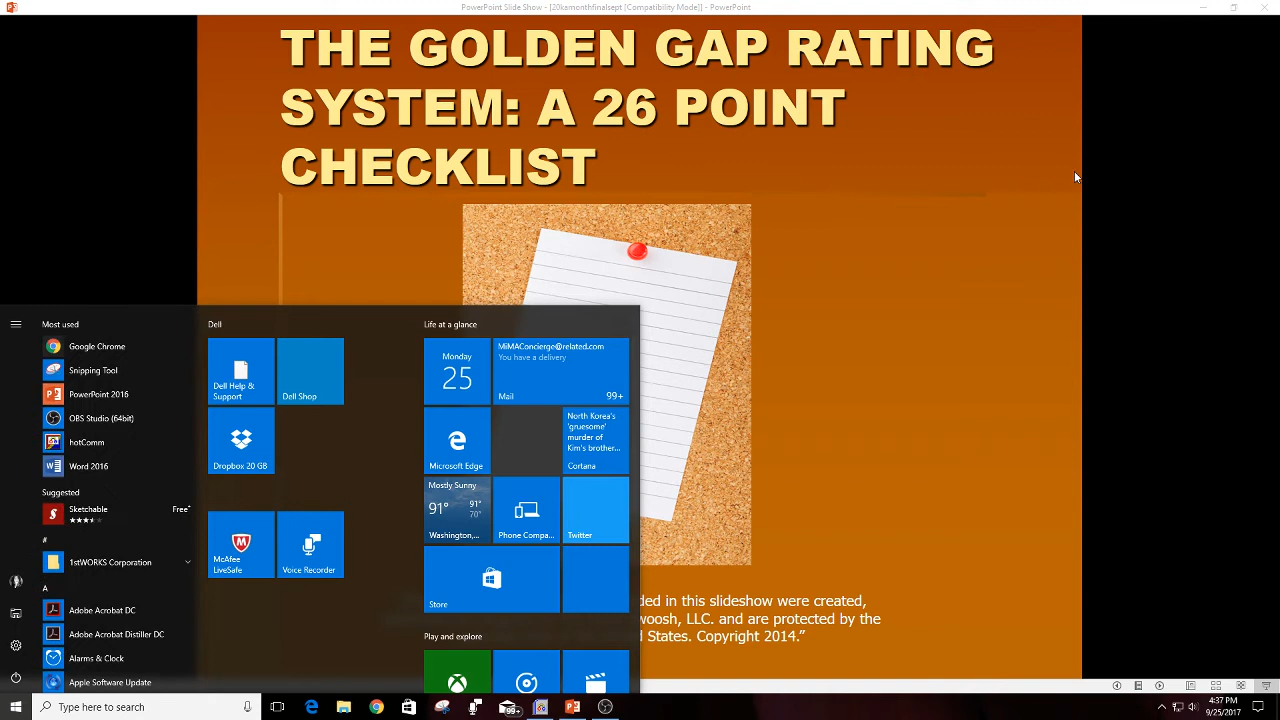 PowerPoint Slide Show - [20kamonthfinalsept [Compatibility Mode]] - PowerPoint
THE GOLDEN GAP RATING
SYSTEM: A 26 POINT
CHECKLIST
Most used
Google Chrome
Snipping Tool
PowerPoint 2016
OBS Studio (64bit)
hotComm
Word 2016
Suggested
Sketchable
Free*
#
1stWORKS Corporation
A
Adobe Acrobat DC
Adobe Acrobat Distiller DC
Alarms & Clock
Apple Software Update
Dell
Dell Help &
Support
Dell Shop
Dropbox 20 GB
McAfee
LiveSafe
Voice Recorder
Life at a glance
Monday
25
MiMAConcierge@related.com
You have a delivery
Mail
99+
Microsoft Edge
North Korea's
'gruesome'
murder of
Kim's brother...
Cortana
Mostly Sunny
91°
91°
70°
Washington,...
Phone Compa...
Twitter
Store
Play and explore
ded in this slideshow were created,
woosh, LLC. and are protected by the
d States. Copyright 2014.”
Type here to search
99+
4:37 PM
9/25/2017